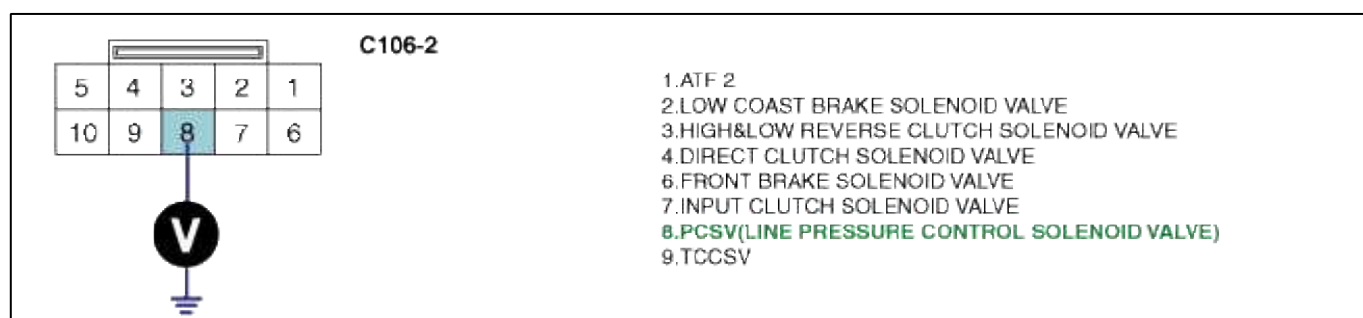 C106-2
5 4 3 2 1
10 9 8 7 6
V
1.ATF 2
2.LOW COAST BRAKE SOLENOID VALVE
3.HIGH&LOW REVERSE CLUTCH SOLENOID VALVE
4.DIRECT CLUTCH SOLENOID VALVE
6.FRONT BRAKE SOLENOID VALVE
7.INPUT CLUTCH SOLENOID VALVE
8.PCSV(LINE PRESSURE CONTROL SOLENOID VALVE)
9.TCCSV